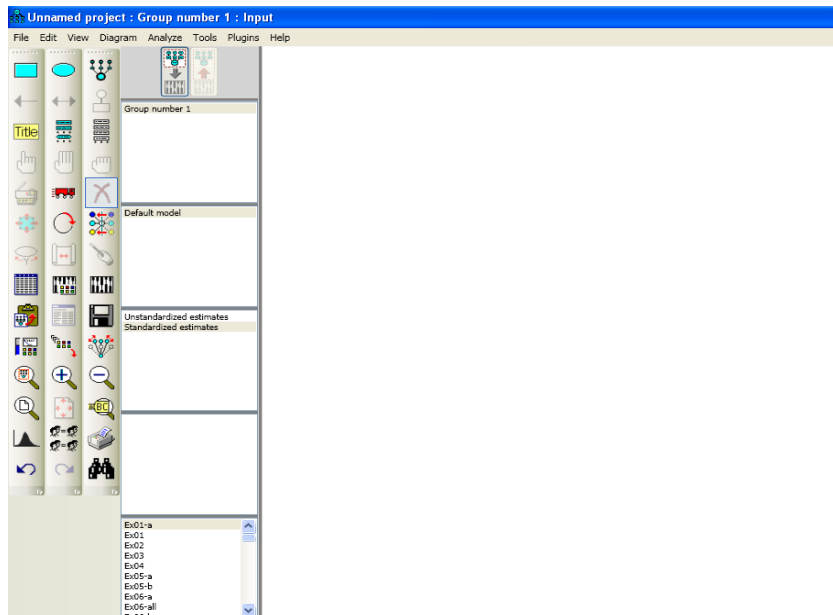 Unnamed project : Group number 1 : Input
File Edit View Diagram Analyze Tools Plugins Help
Title
Group number 1
Default model
Unstandardized estimates
Standardized estimates
Ex01-a
Ex01
Ex02
Ex03
Ex04
Ex05-a
Ex05-b
Ex06-a
Ex06-all